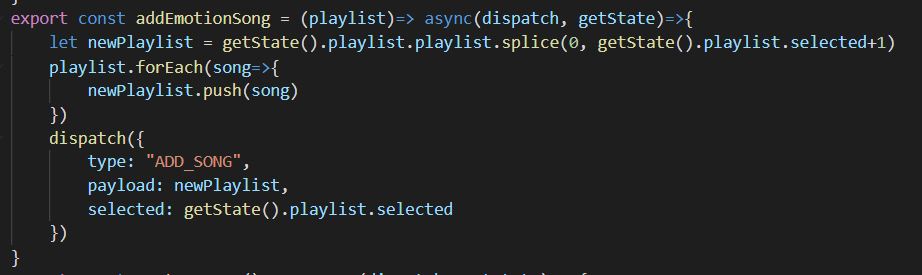 export const addEmotionSong = (playlist)=> async(dispatch, getState)=>{
    let newPlaylist = getState().playlist.playlist.splice(0, getState().playlist.selected+1)
    playlist.forEach(song=>{
        newPlaylist.push(song)
    })
    dispatch({
        type: "ADD_SONG",
        payload: newPlaylist,
        selected: getState().playlist.selected
    })
}